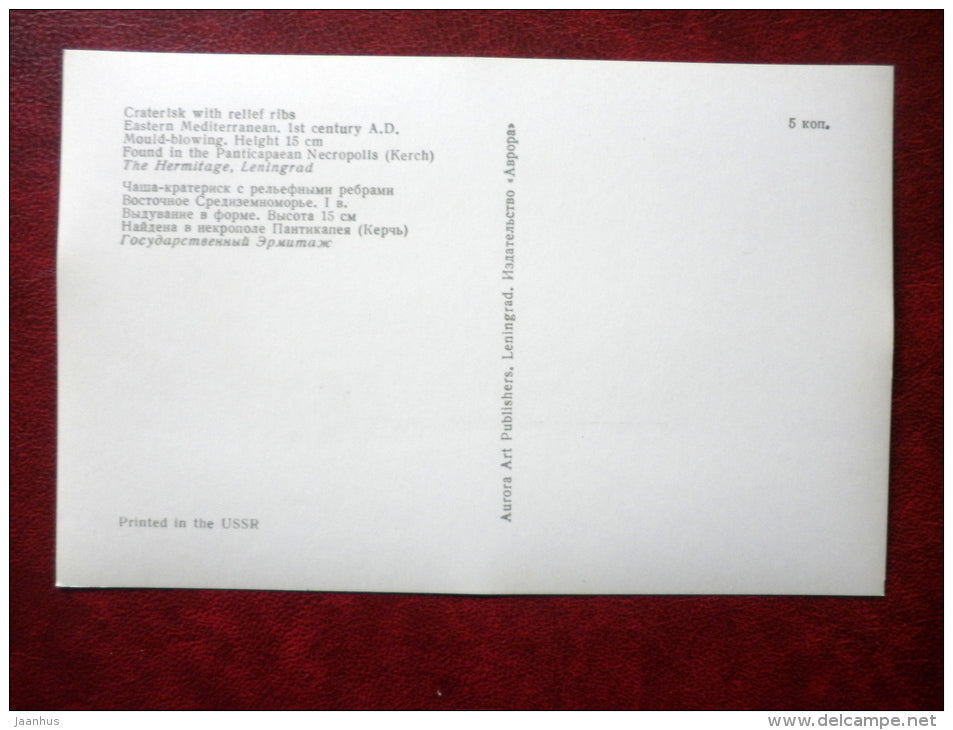 Craterisk with relief ribs
Eastern Mediterranean. 1st century A.D.
Mould-blowing. Height 15 cm
Found in the Panticapaean Necropolis (Kerch)
The Hermitage, Leningrad
Чаша-кратериск с рельефными ребрами
Восточное Средиземноморье. I в.
Выдувание в форме. Высота 15 см
Найдена в некрополе Пантикапея (Керчь)
Государственный Эрмитаж
Printed in the USSR
Aurora Art Publishers. Leningrad. Издательство «Аврора»
5 коп.
jaanhus
www.delcampe.net